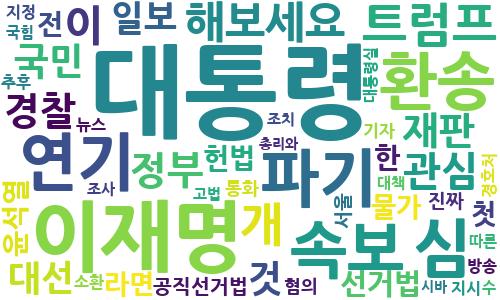 지정 전 이 일보 해보세요 트럼프
국힘 국민 대통령 대통령실 환송
추후 경찰 뉴스 조치 기자 재판
연기 정부 헌법 총리와 파기 한 관심
윤석열 조사 고법 통화 서울 대책 경호처
이재명 개 속보 심 물가 진짜 첫
대선 소환 라면 공직선거법 것 혐의 선거법 시바 지시 수 방송 따른